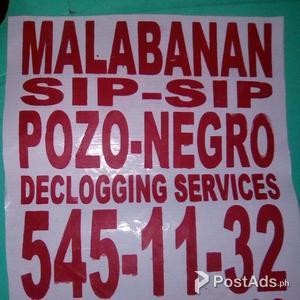 MALABANAN
SIP-SIP
POZO-NEGRO
DECLOGGING SERVICES
545-11-32
PostAds.ph